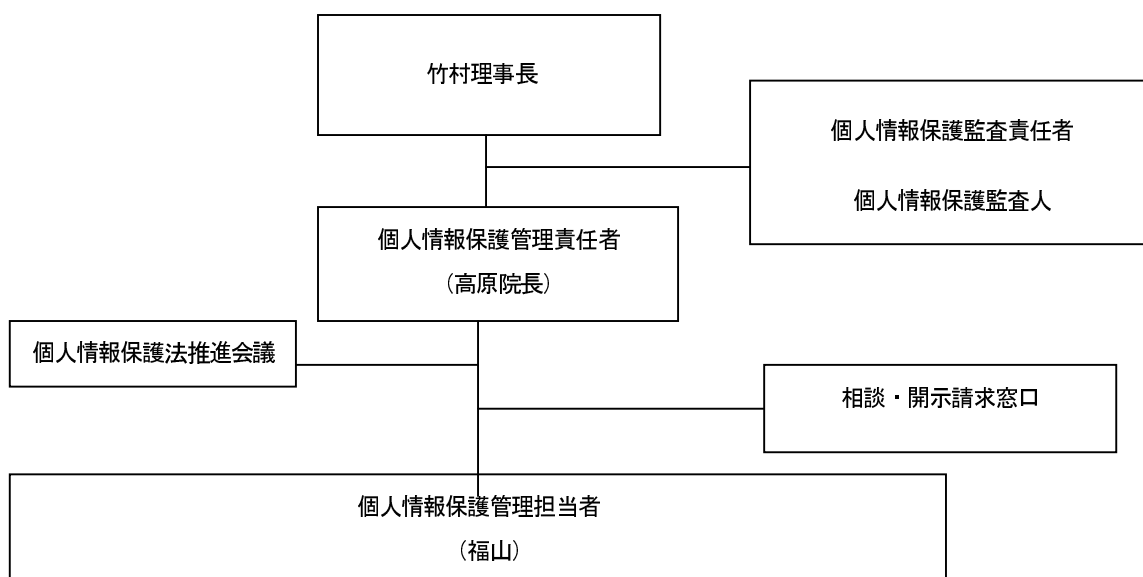 竹村理事長
個人情報保護監査責任者
個人情報保護監査人
個人情報保護管理責任者
（高原院長）
個人情報保護法推進会議
相談・開示請求窓口
個人情報保護管理担当者
（福山）